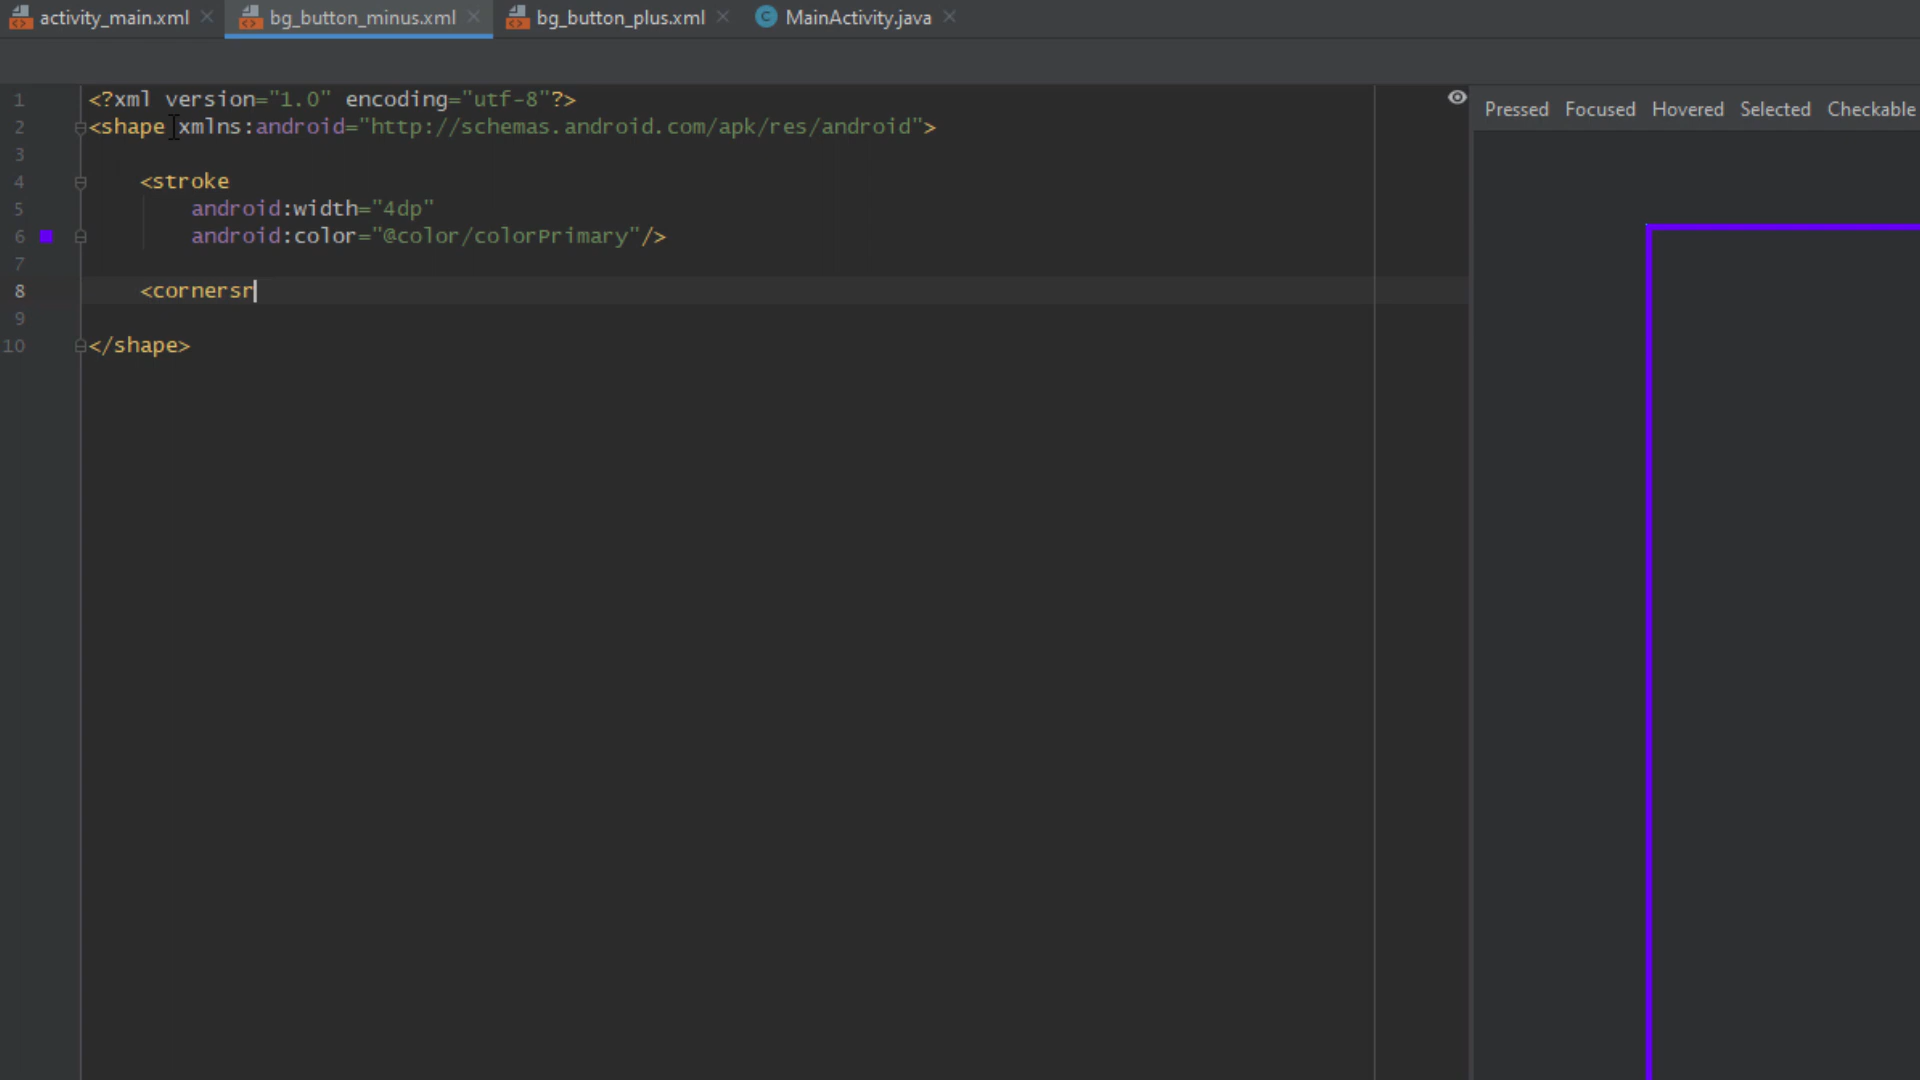 activity_main.xml bg_button_minus.xml bg_button_plus.xml MainActivity.java
1 <?xml version="1.0" encoding="utf-8"?>
2 <shape xmlns:android="http://schemas.android.com/apk/res/android">
3
4 <stroke
5 android:width="4dp"
6 android:color="@color/colorPrimary"/>
7
8 <cornersr
9
10 </shape>
Pressed Focused Hovered Selected Checkable